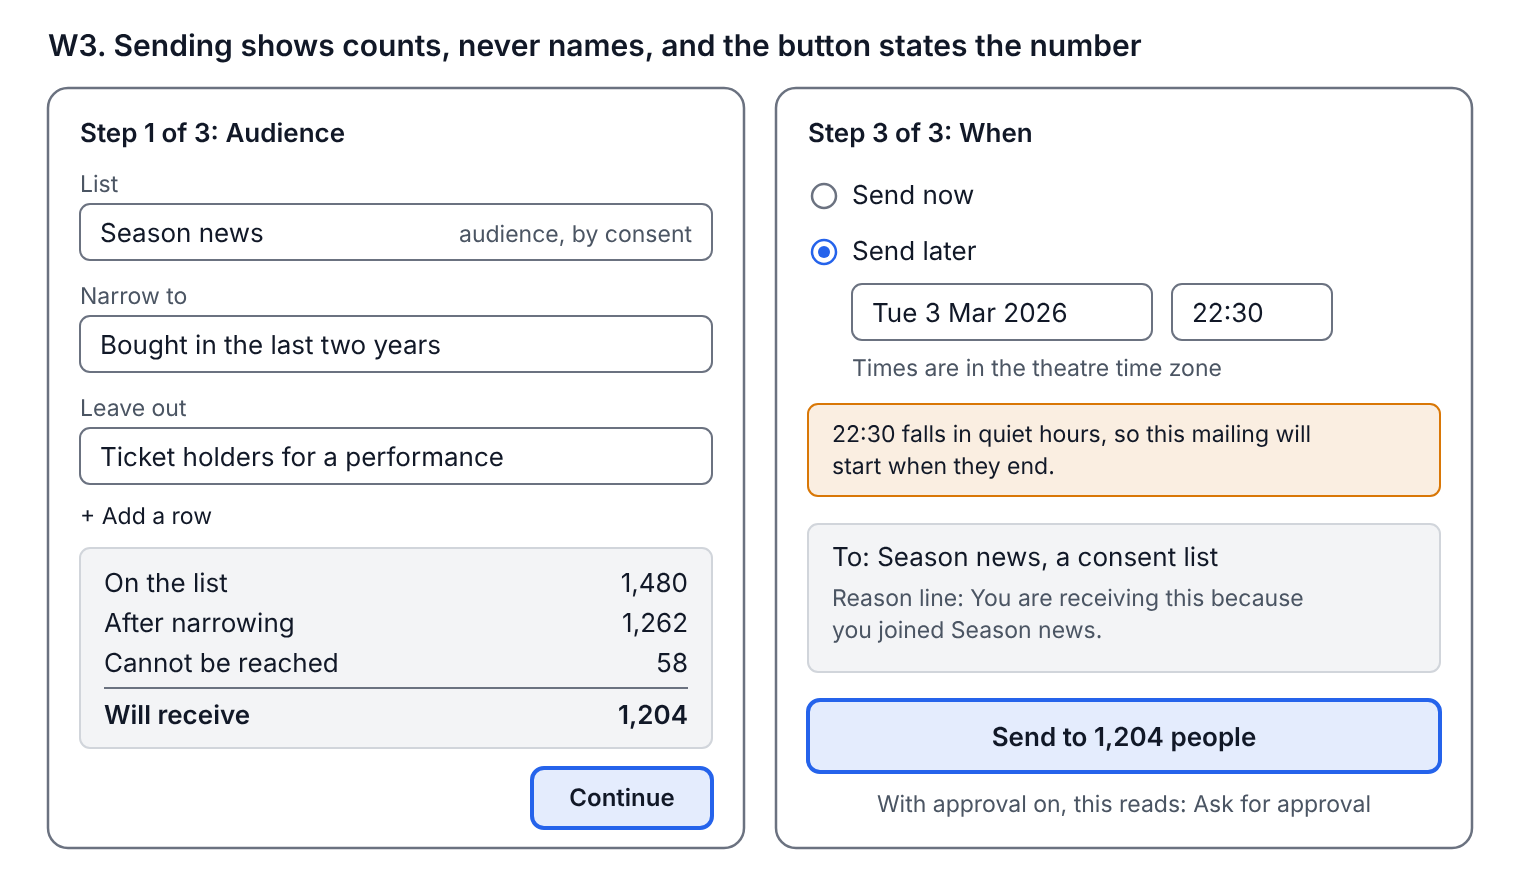 W3. Sending shows counts, never names, and the button states the number
Step 1 of 3: Audience
List
Season news audience, by consent
Narrow to
Bought in the last two years
Leave out
Ticket holders for a performance
+ Add a row
On the list 1,480
After narrowing 1,262
Cannot be reached 58
Will receive 1,204
Continue
Step 3 of 3: When
Send now
Send later
Tue 3 Mar 2026 22:30
Times are in the theatre time zone
22:30 falls in quiet hours, so this mailing will
start when they end.
To: Season news, a consent list
Reason line: You are receiving this because
you joined Season news.
Send to 1,204 people
With approval on, this reads: Ask for approval